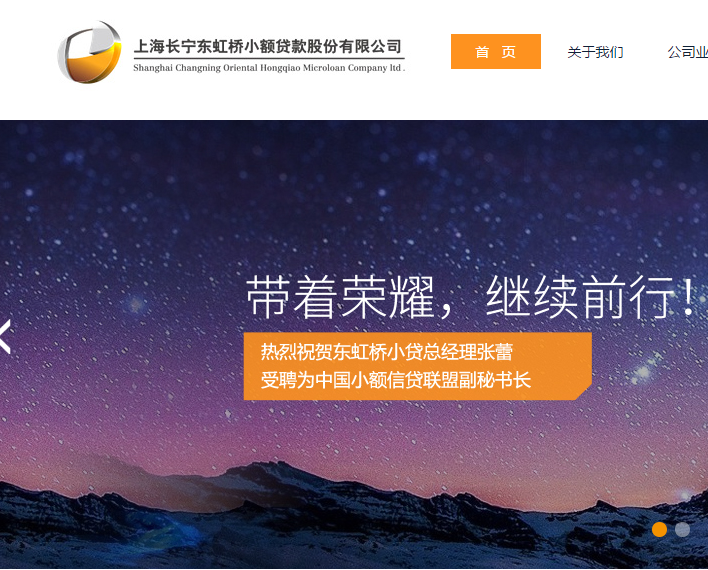 上海长宁东虹桥小额贷款股份有限公司
Shanghai Changning Oriental Hongqiao Microloan Company ltd .
首 页
关于我们
公司业
带着荣耀，继续前行!
热烈祝贺东虹桥小贷总经理张蕾
受聘为中国小额信贷联盟副秘书长